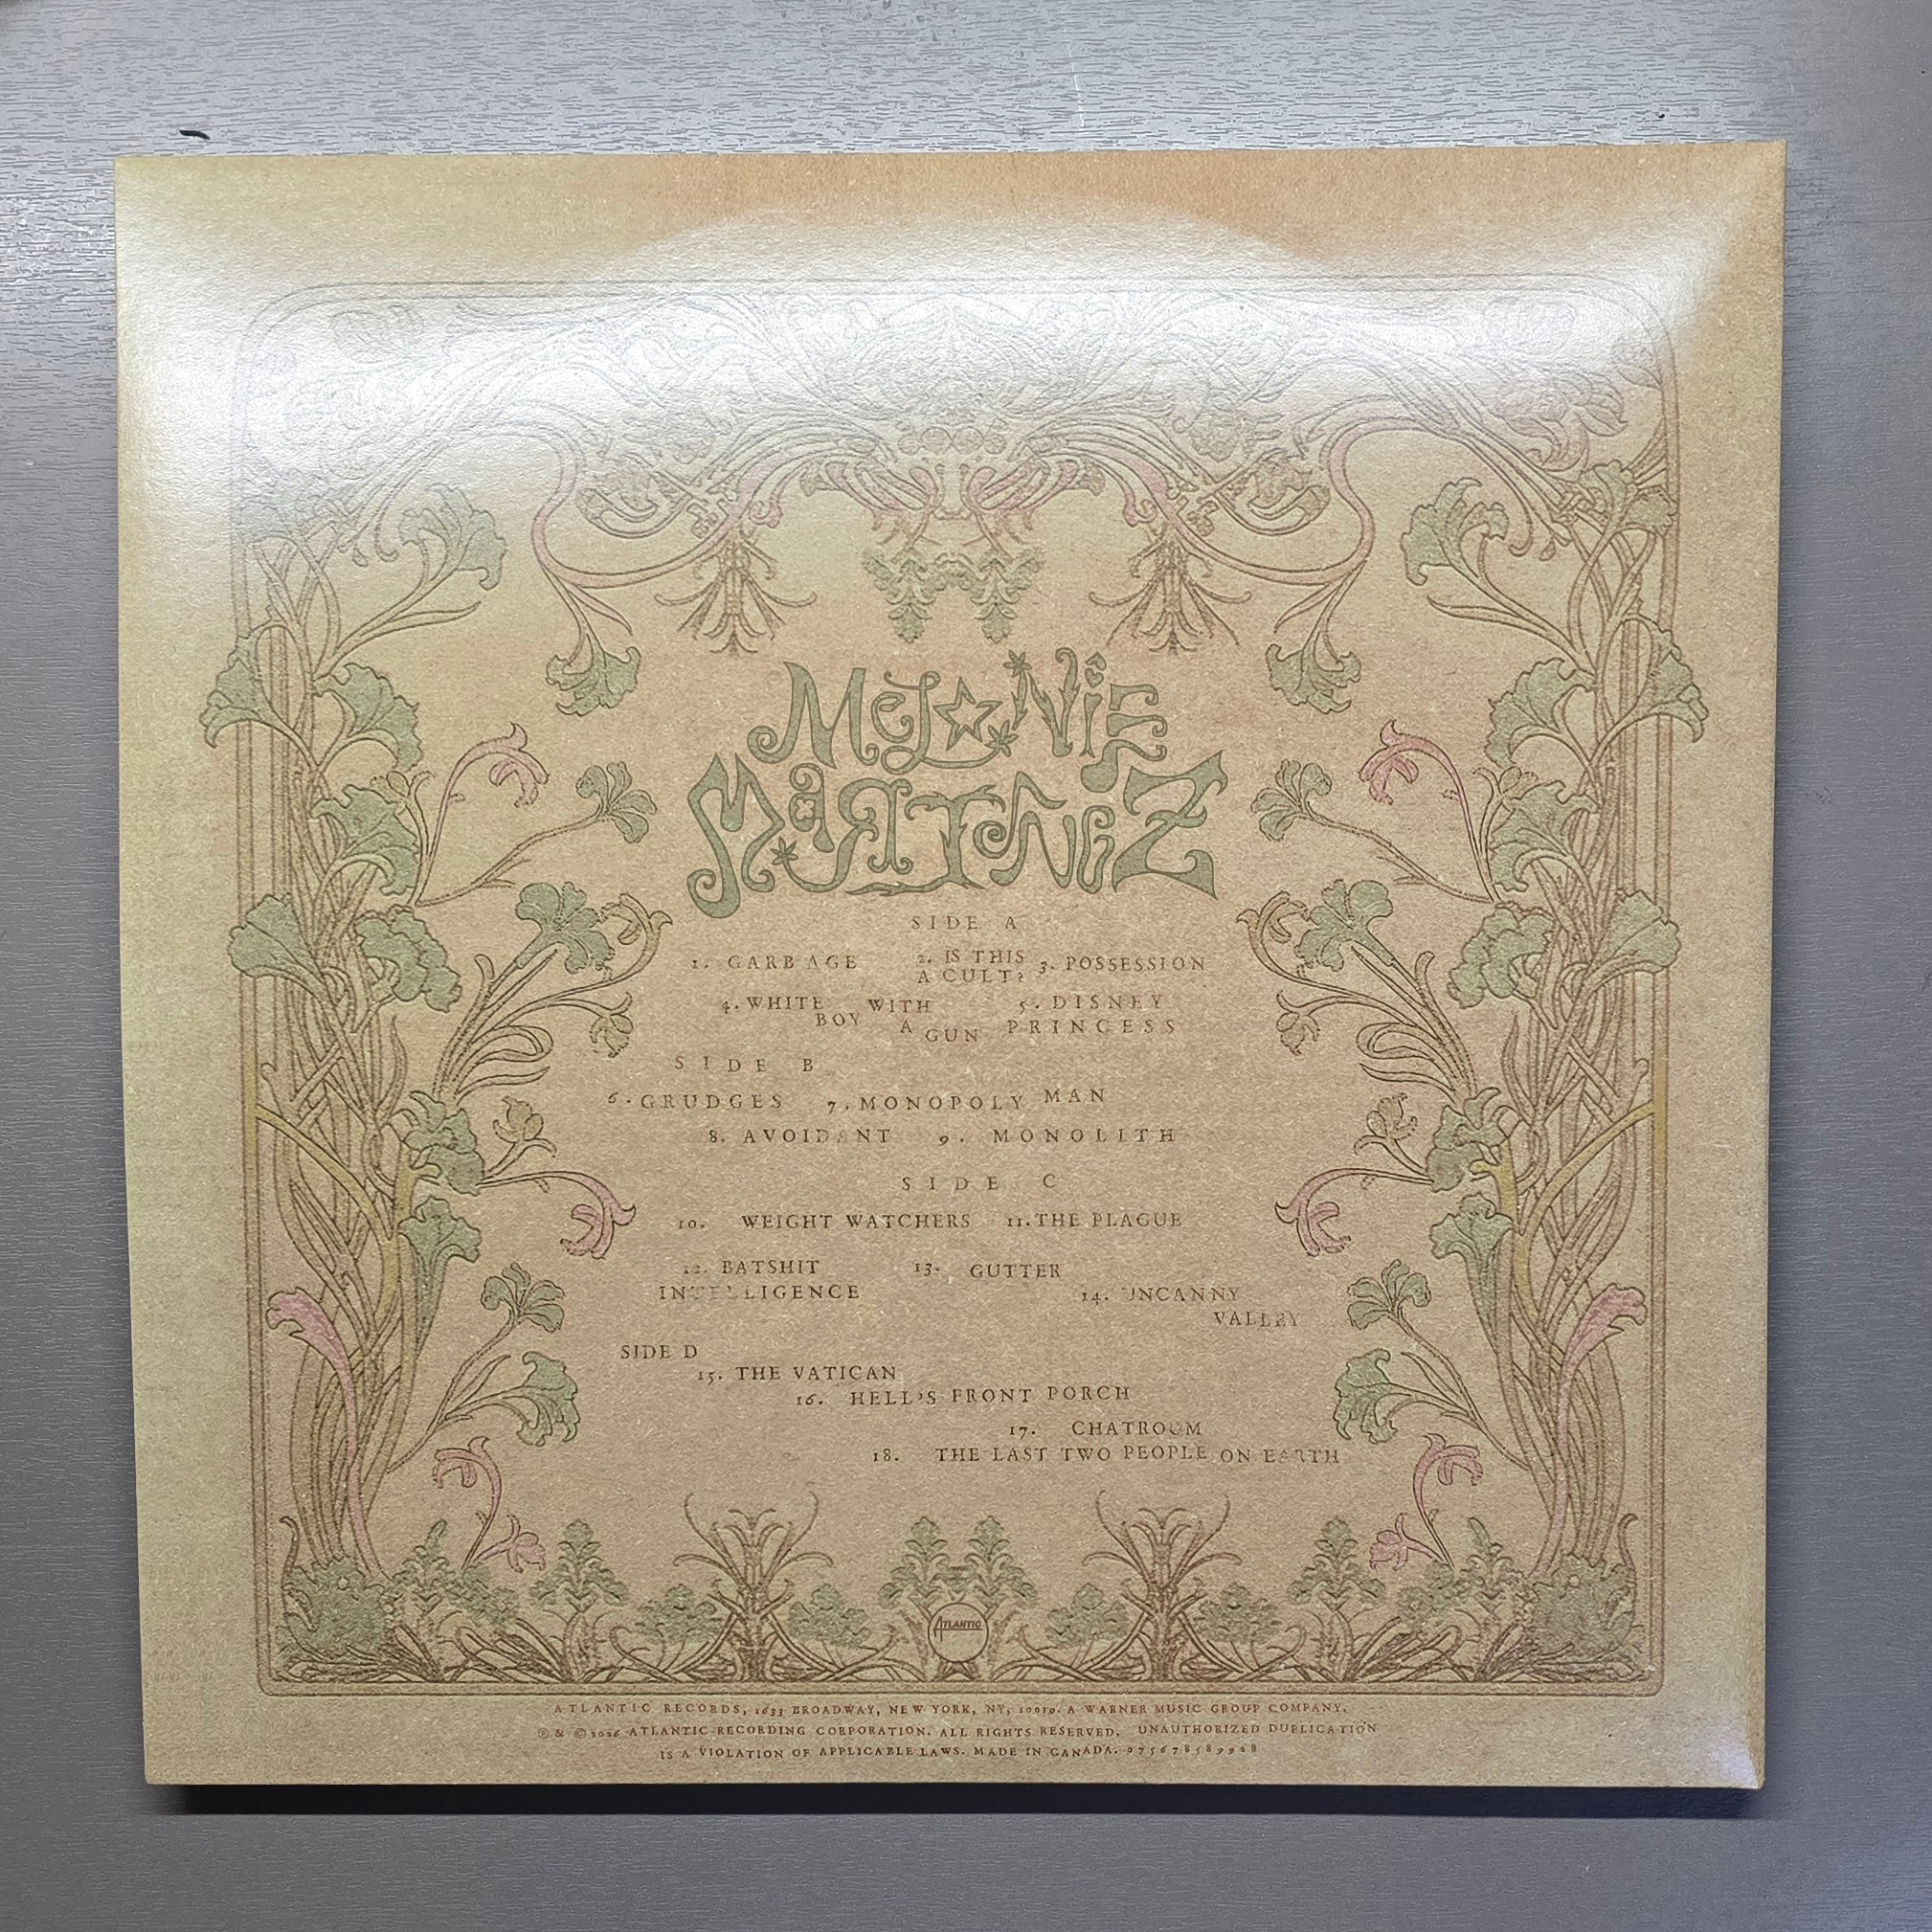 MELANIE
MARTINEZ
SIDE A
1. GARBAGE 2. IS THIS A CULT? 3. POSSESSION
4. WHITE BOY WITH WITH A GUN 5. DISNEY PRINCESS
SIDE B
6. GRUDGES 7. MONOPOLY MAN
8. AVOIDANT 9. MONOLITH
SIDE C
10. WEIGHT WATCHERS 11. THE PLAGUE
12. BATSHIT INTELLIGENCE 13. GUTTER
14. UNCANNY VALLEY
SIDE D
15. THE VATICAN
16. HELL'S FRONT PORCH
17. CHATROOM
18. THE LAST TWO PEOPLE ON EARTH
ATLANTIC
ATLANTIC RECORDS, 1633 BROADWAY, NEW YORK, NY, 10019. A WARNER MUSIC GROUP COMPANY.
℗ & © 2026 ATLANTIC RECORDING CORPORATION. ALL RIGHTS RESERVED. UNAUTHORIZED DUPLICATION
IS A VIOLATION OF APPLICABLE LAWS. MADE IN CANADA. 075678589928